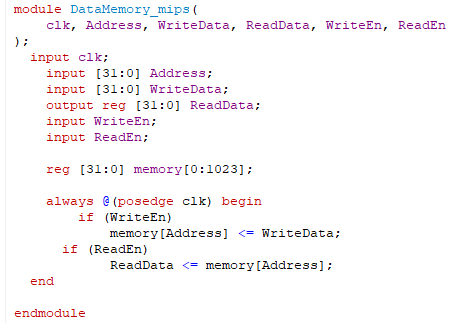 module DataMemory_mips(
    clk, Address, WriteData, ReadData, WriteEn, ReadEn
);
  input clk;
    input [31:0] Address;
    input [31:0] WriteData;
    output reg [31:0] ReadData;
    input WriteEn;
    input ReadEn;

    reg [31:0] memory[0:1023];

    always @(posedge clk) begin
        if (WriteEn)
            memory[Address] <= WriteData;
      if (ReadEn)
            ReadData <= memory[Address];
  end

endmodule